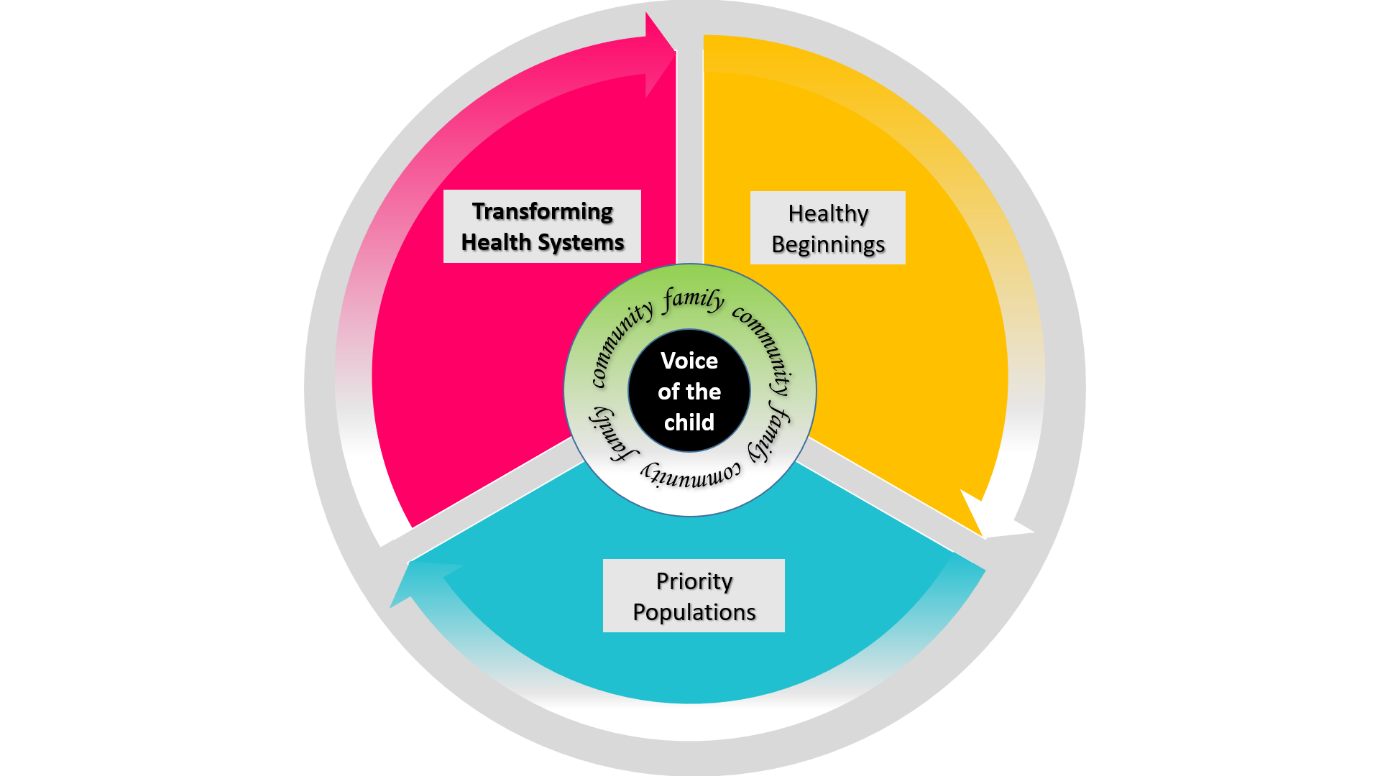 Transforming
Health Systems
Healthy
Beginnings
community family community family community family
Voice
of the
child
Priority
Populations